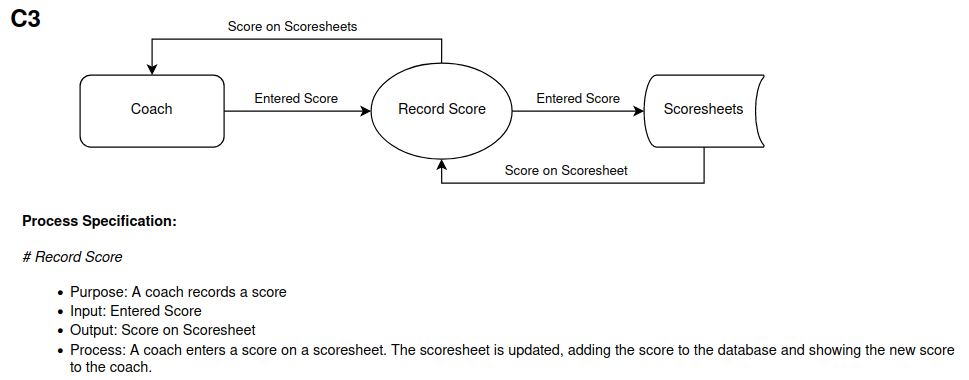 C3
Score on Scoresheets
Coach
Entered Score
Record Score
Entered Score
Scoresheets
Score on Scoresheet
Process Specification:
# Record Score
• Purpose: A coach records a score
• Input: Entered Score
• Output: Score on Scoresheet
• Process: A coach enters a score on a scoresheet. The scoresheet is updated, adding the score to the database and showing the new score
to the coach.